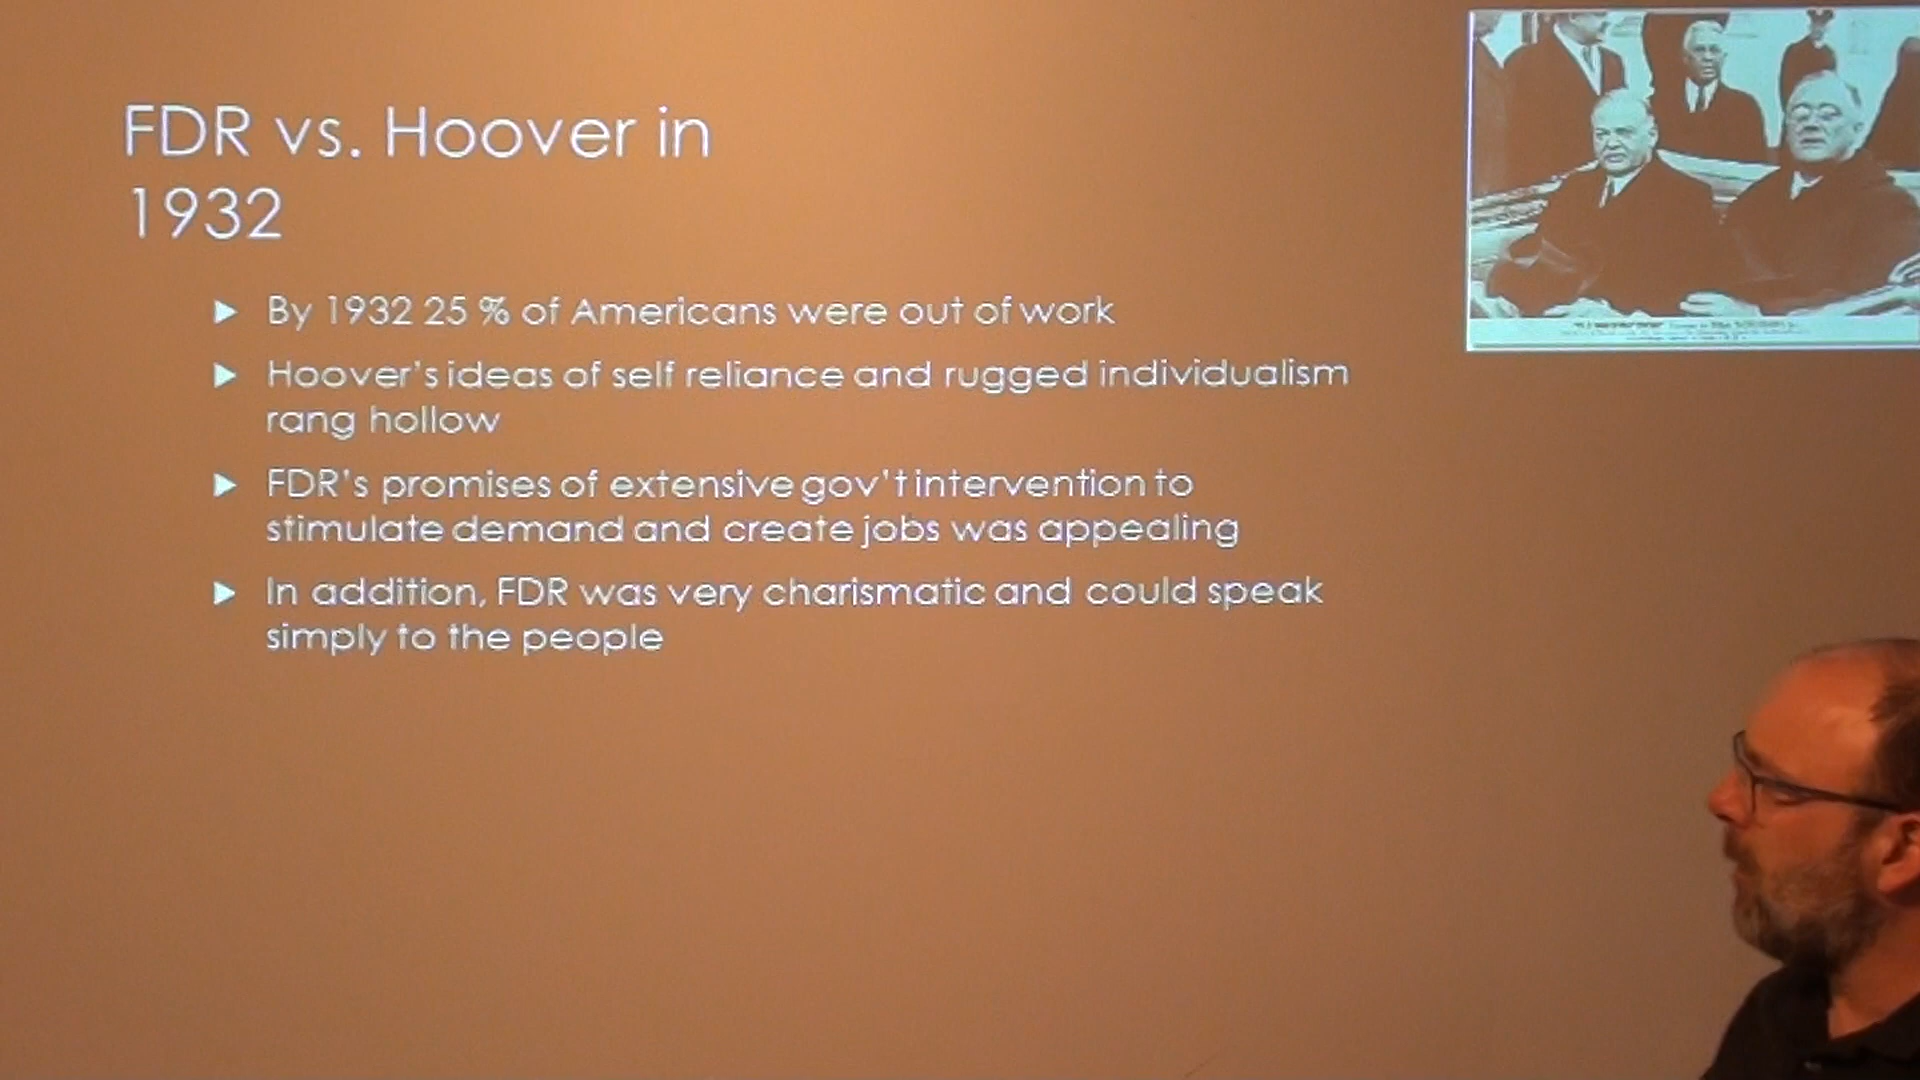 FDR vs. Hoover in
1932
By 1932 25 % of Americans were out of work
Hoover's ideas of self reliance and rugged individualism
rang hollow
FDR's promises of extensive gov't intervention to
stimulate demand and create jobs was appealing
In addition, FDR was very charismatic and could speak
simply to the people